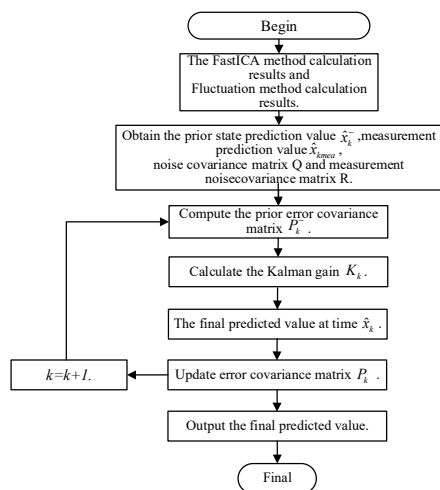 Begin
The FastICA method calculation
results and
Fluctuation method calculation
results.
Obtain the prior state prediction value x̂ₖ⁻ ,measurement
prediction value x̂ₖₘₑₐ ,
noise covariance matrix Q and measurement
noisecovariance matrix R.
Compute the prior error covariance
matrix Pₖ⁻ .
Calculate the Kalman gain Kₖ .
The final predicted value at time x̂ₖ .
k=k+1.
Update error covariance matrix Pₖ .
Output the final predicted value.
Final